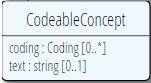 CodeableConcept
coding : Coding [0..*]
text : string [0..1]